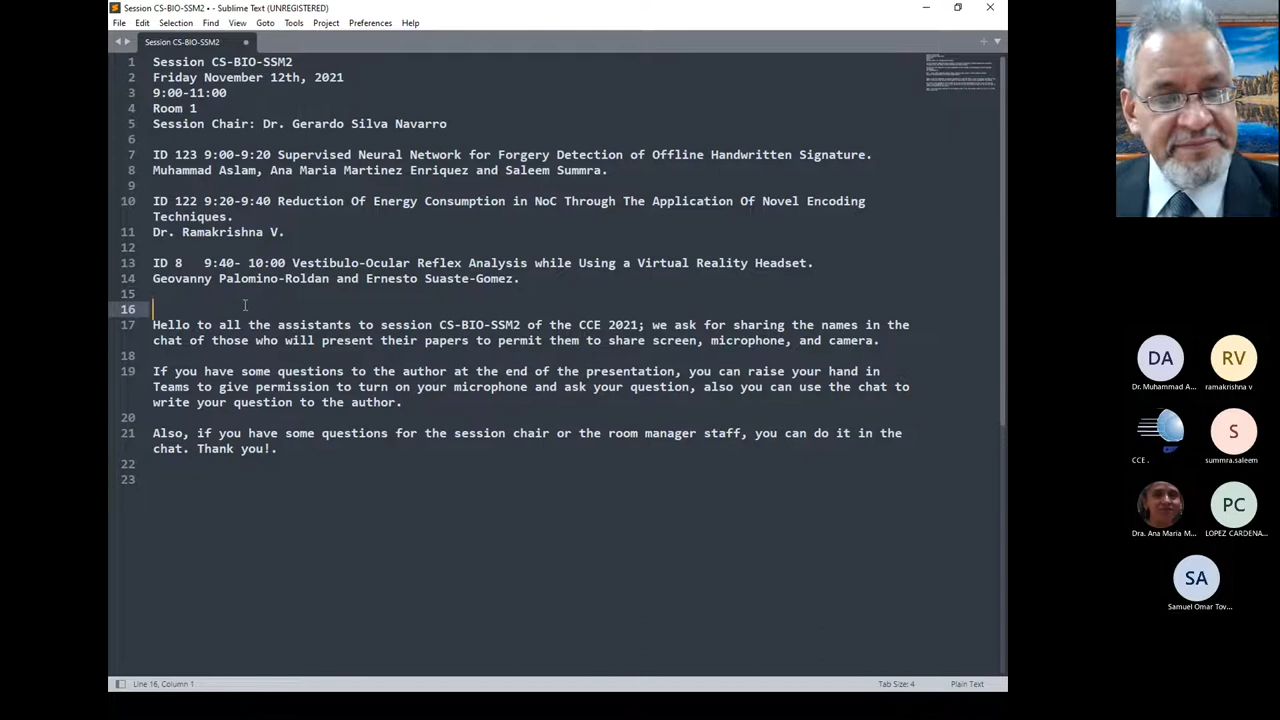 Session CS-BIO-SSM2 • - Sublime Text (UNREGISTERED)
File Edit Selection Find View Goto Tools Project Preferences Help
Session CS-BIO-SSM2
1 Session CS-BIO-SSM2
2 Friday November 12th, 2021
3 9:00-11:00
4 Room 1
5 Session Chair: Dr. Gerardo Silva Navarro
6
7 ID 123 9:00-9:20 Supervised Neural Network for Forgery Detection of Offline Handwritten Signature.
8 Muhammad Aslam, Ana Maria Martinez Enriquez and Saleem Summra.
9
10 ID 122 9:20-9:40 Reduction Of Energy Consumption in NoC Through The Application Of Novel Encoding
Techniques.
11 Dr. Ramakrishna V.
12
13 ID 8 9:40- 10:00 Vestibulo-Ocular Reflex Analysis while Using a Virtual Reality Headset.
14 Geovanny Palomino-Roldan and Ernesto Suaste-Gomez.
15
16
17 Hello to all the assistants to session CS-BIO-SSM2 of the CCE 2021; we ask for sharing the names in the
chat of those who will present their papers to permit them to share screen, microphone, and camera.
18
19 If you have some questions to the author at the end of the presentation, you can raise your hand in
Teams to give permission to turn on your microphone and ask your question, also you can use the chat to
write your question to the author.
20
21 Also, if you have some questions for the session chair or the room manager staff, you can do it in the
chat. Thank you!.
22
23
Line 16, Column 1
Tab Size: 4
Plain Text
DA
RV
Dr. Muhammad A...
ramakrishna v
S
CCE .
summra.saleem
PC
Dra. Ana Maria M...
LOPEZ CARDENA...
SA
Samuel Omar Tov...